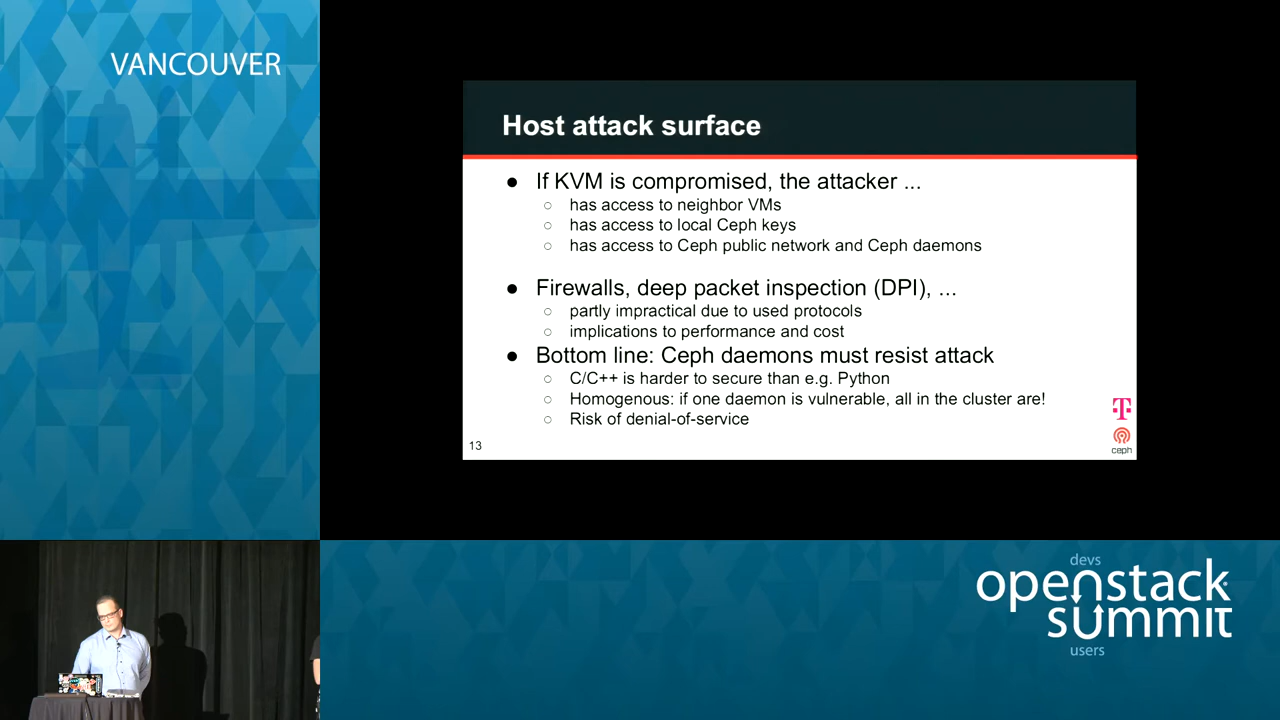 VANCOUVER
Host attack surface
● If KVM is compromised, the attacker ...
○ has access to neighbor VMs
○ has access to local Ceph keys
○ has access to Ceph public network and Ceph daemons
● Firewalls, deep packet inspection (DPI), ...
○ partly impractical due to used protocols
○ implications to performance and cost
● Bottom line: Ceph daemons must resist attack
○ C/C++ is harder to secure than e.g. Python
○ Homogenous: if one daemon is vulnerable, all in the cluster are!
○ Risk of denial-of-service
13
T
ceph
devs
openstack
summit
users